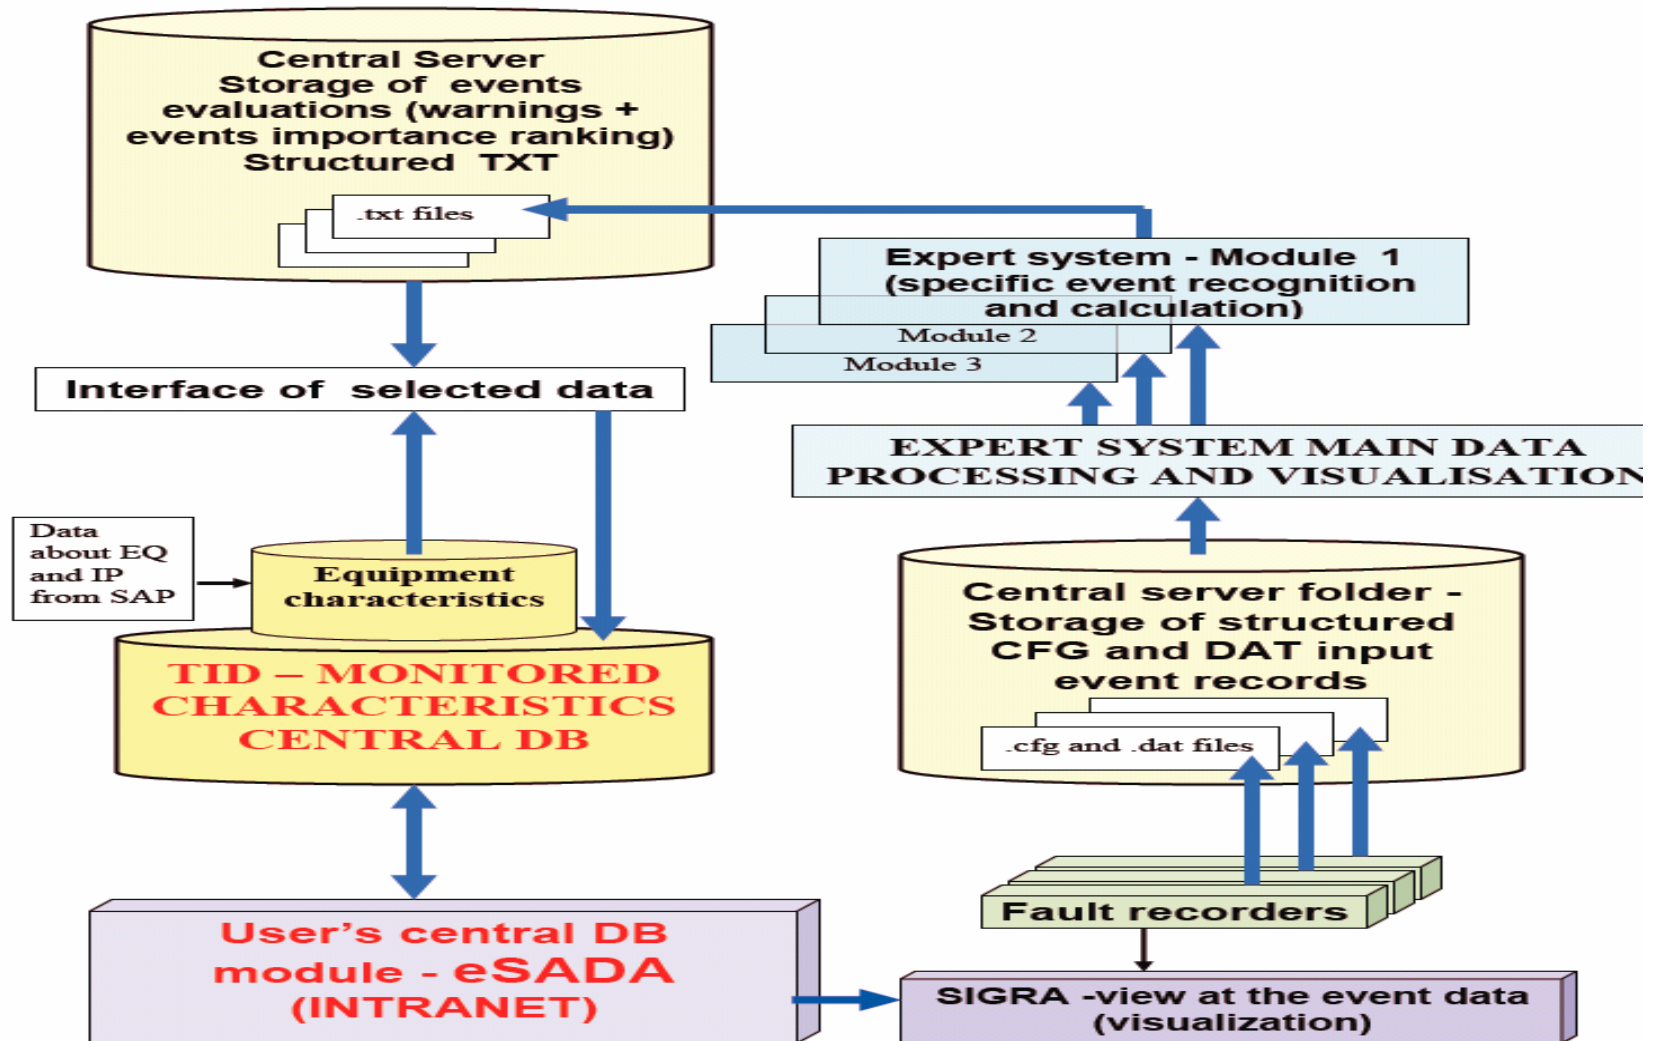 Central Server
Storage of events
evaluations (warnings +
events importance ranking)
Structured TXT
.txt files
Expert system - Module 1
(specific event recognition
and calculation)
Module 2
Module 3
Interface of selected data
EXPERT SYSTEM MAIN DATA
PROCESSING AND VISUALISATION
Data
about EQ
and IP
from SAP
Equipment
characteristics
TID – MONITORED
CHARACTERISTICS
CENTRAL DB
Central server folder -
Storage of structured
CFG and DAT input
event records
.cfg and .dat files
Fault recorders
User’s central DB
module - eSADA
(INTRANET)
SIGRA -view at the event data
(visualization)